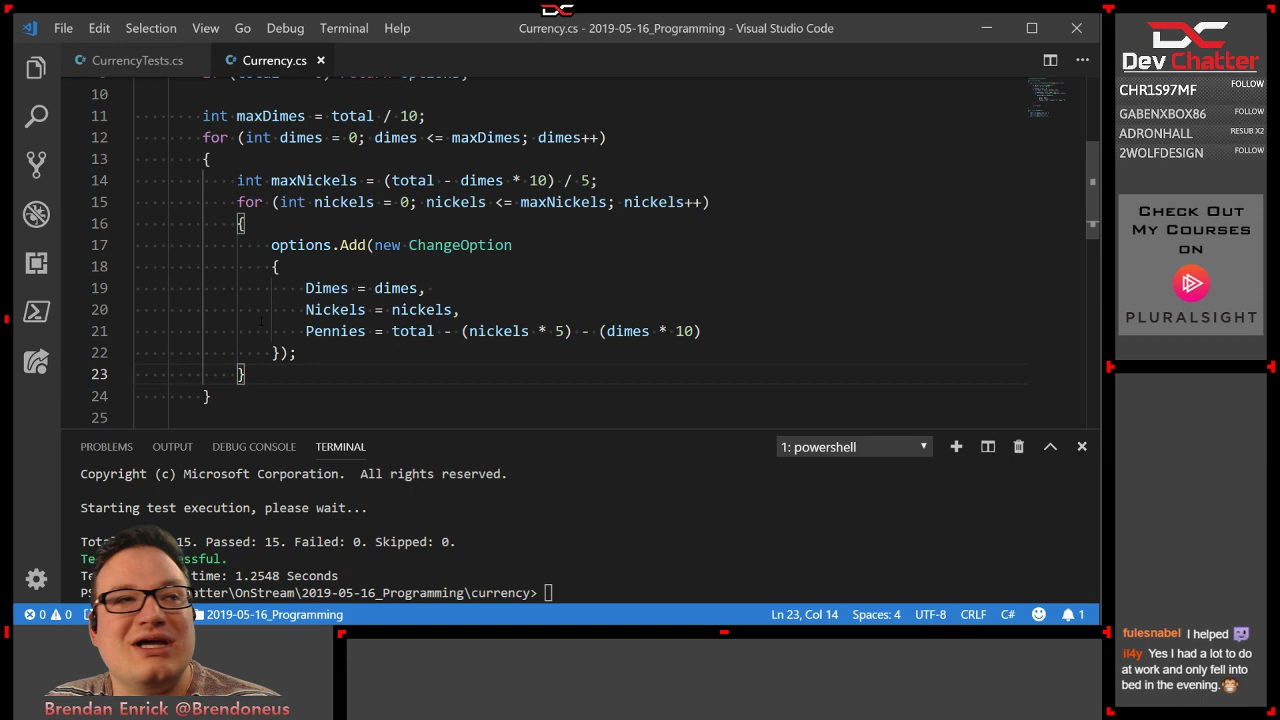 File Edit Selection View Go Debug Terminal Help
Currency.cs - 2019-05-16_Programming - Visual Studio Code
CurrencyTests.cs
Currency.cs
10
11 int maxDimes = total / 10;
12 for (int dimes = 0; dimes <= maxDimes; dimes++)
13 {
14 int maxNickels = (total - dimes * 10) / 5;
15 for (int nickels = 0; nickels <= maxNickels; nickels++)
16 {
17 options.Add(new ChangeOption
18 {
19 Dimes = dimes,
20 Nickels = nickels,
21 Pennies = total - (nickels * 5) - (dimes * 10)
22 });
23 }
24 }
25
PROBLEMS OUTPUT DEBUG CONSOLE TERMINAL
1: powershell
Copyright (c) Microsoft Corporation. All rights reserved.
Starting test execution, please wait...
15. Passed: 15. Failed: 0. Skipped: 0.
time: 1.2548 Seconds
\OnStream\2019-05-16_Programming\currency>
0 0
2019-05-16_Programming
Ln 23, Col 14 Spaces: 4 UTF-8 CRLF C# 1
Brendan Enrick @Brendoneus
DC
Dev Chatter
CHR1S97MF FOLLOW
GABENXBOX86 FOLLOW
ADRONHALL RESUB X2
2WOLFDESIGN FOLLOW
CHECK OUT
MY COURSES
ON
PLURALSIGHT
fulesnabel I helped
il4y Yes I had a lot to do
at work and only fell into
bed in the evening.